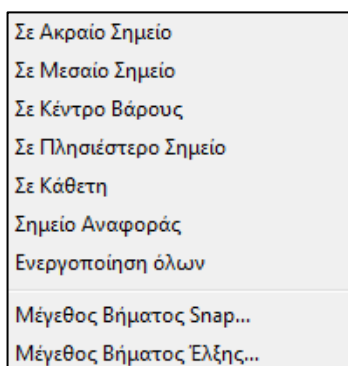 Σε Ακραίο Σημείο
Σε Μεσαίο Σημείο
Σε Κέντρο Βάρους
Σε Πλησιέστερο Σημείο
Σε Κάθετη
Σημείο Αναφοράς
Ενεργοποίηση όλων
Μέγεθος Βήματος Snap...
Μέγεθος Βήματος Έλξης...